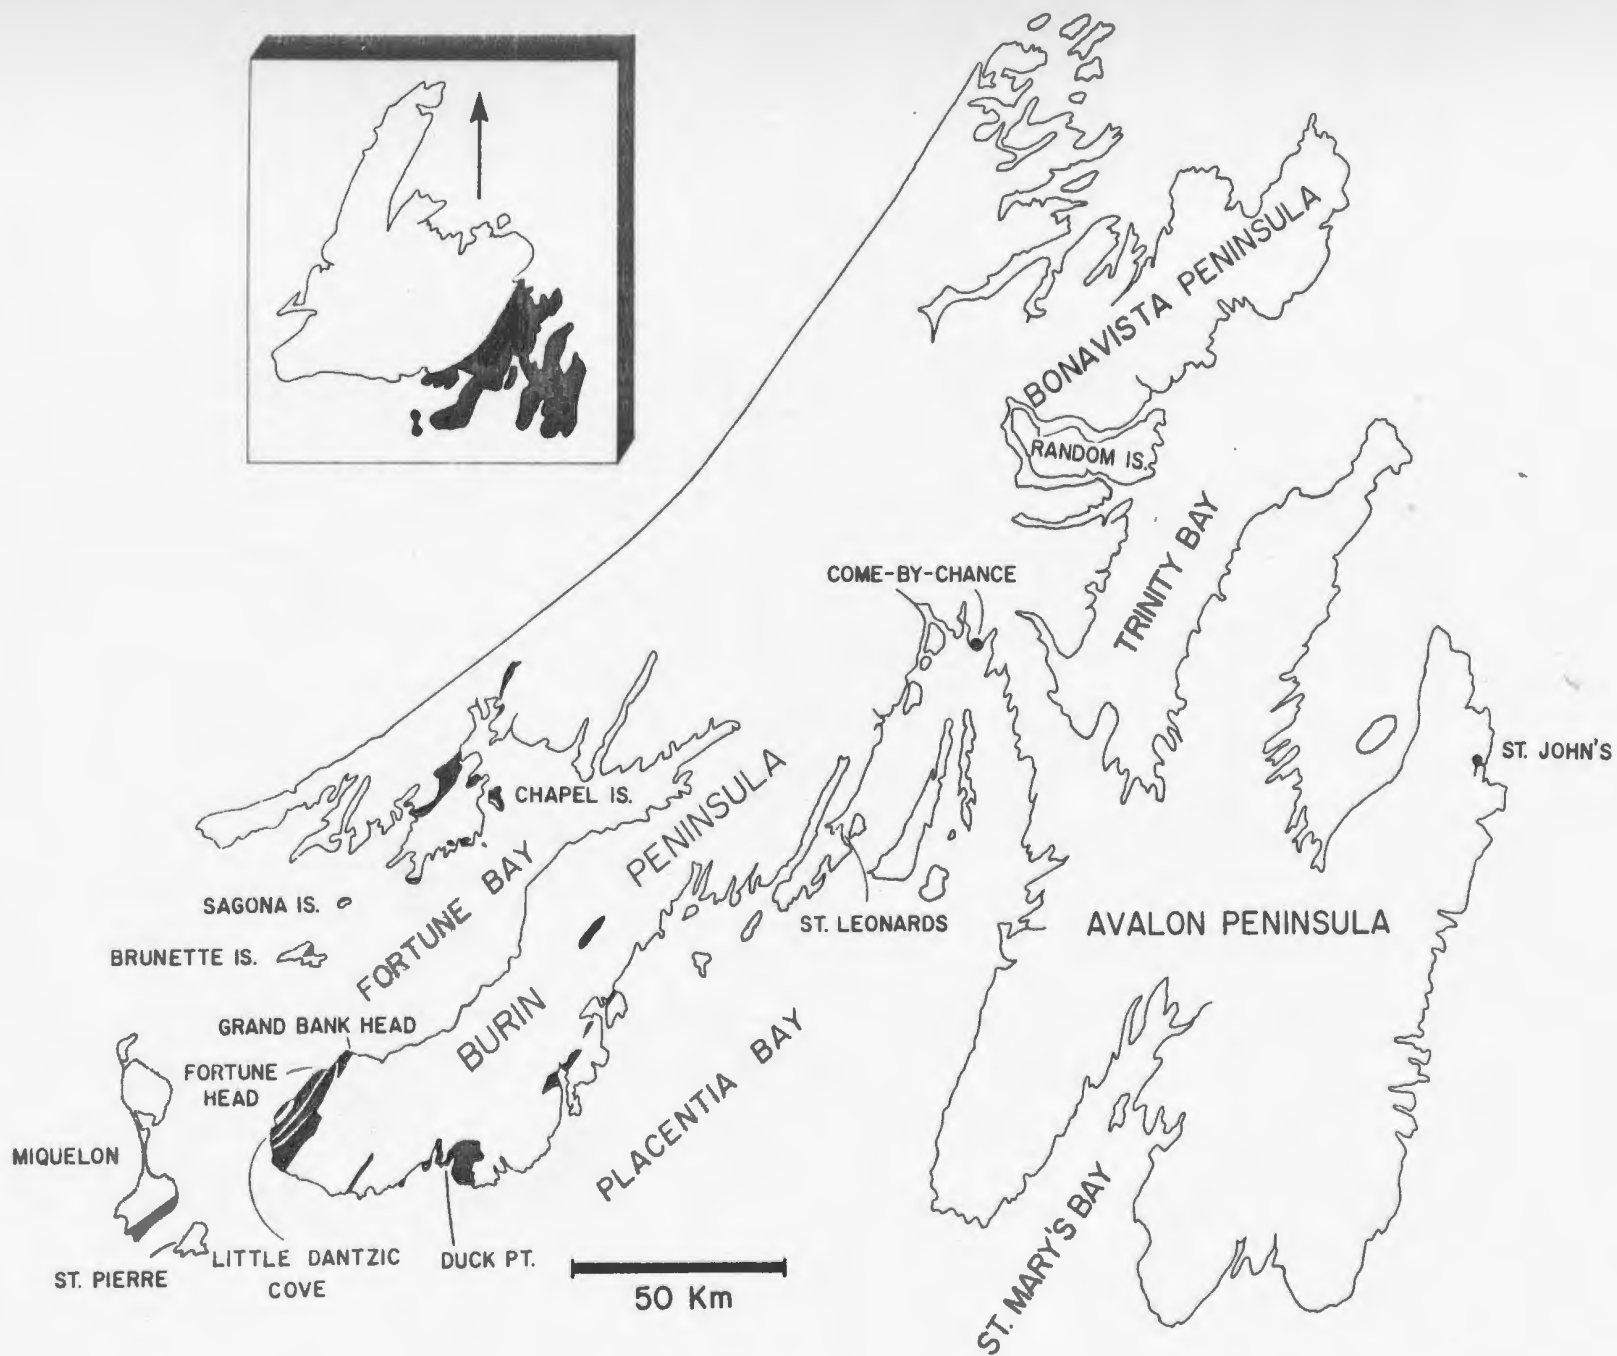 BONAVISTA PENINSULA
RANDOM IS.
TRINITY BAY
COME-BY-CHANCE
ST. JOHN'S
CHAPEL IS.
BURIN PENINSULA
SAGONA IS.
FORTUNE BAY
ST. LEONARDS
AVALON PENINSULA
BRUNETTE IS.
GRAND BANK HEAD
FORTUNE
HEAD
PLACENTIA BAY
MIQUELON
ST. MARY'S BAY
LITTLE DANTZIC
COVE
DUCK PT.
ST. PIERRE
50 Km